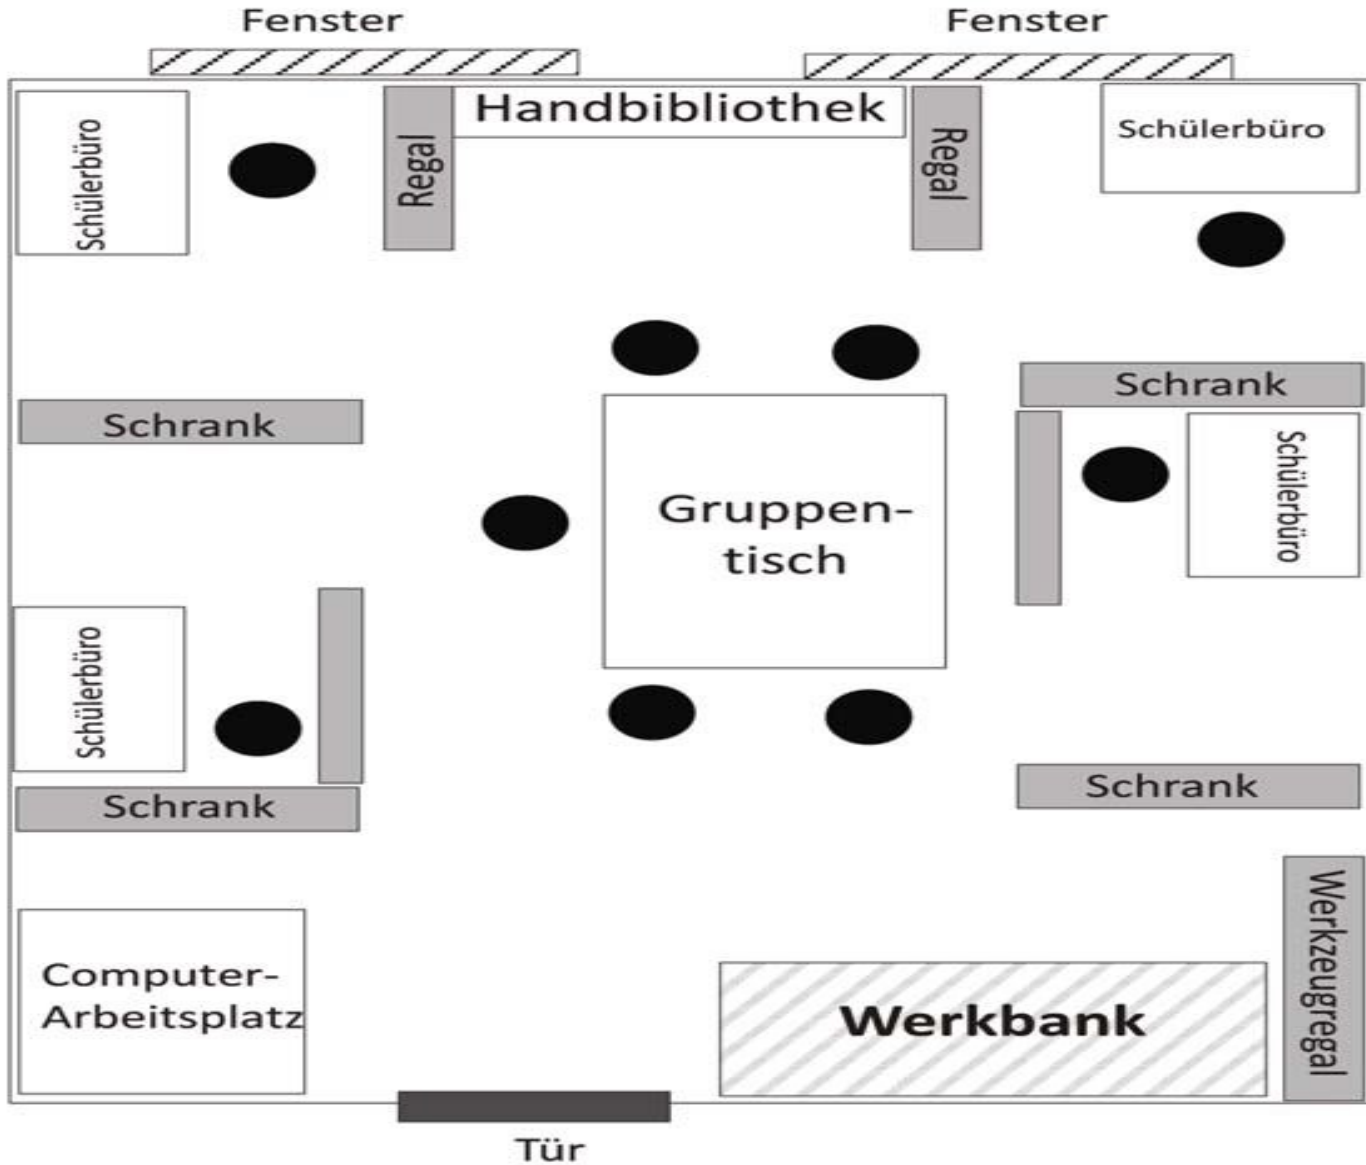 Fenster
Fenster
Handbibliothek
Schülerbüro
Regal
Regal
Schülerbüro
Schrank
Schrank
Schülerbüro
Gruppen-
tisch
Schülerbüro
Schrank
Schrank
Werkzeugregal
Computer-
Arbeitsplatz
Werkbank
Tür